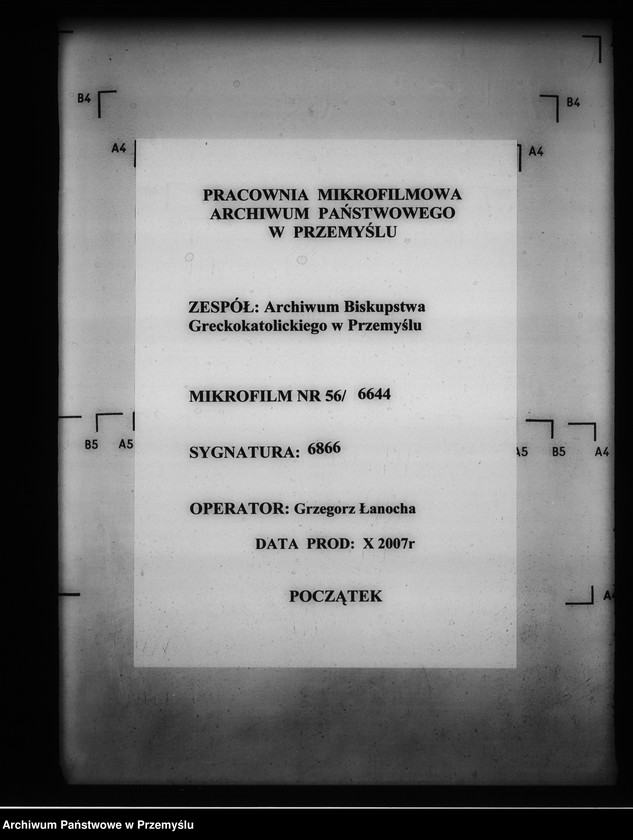 B4
B4
A4
A4
PRACOWNIA MIKROFILMOWA
ARCHIWUM PAŃSTWOWEGO
W PRZEMYŚLU
ZESPÓŁ: Archiwum Biskupstwa
Greckokatolickiego w Przemyślu
MIKROFILM NR 56/ 6644
B5 A5
A5 B5 A4
SYGNATURA: 6866
OPERATOR: Grzegorz Łanocha
DATA PROD: X 2007r
POCZĄTEK
A4
Archiwum Państwowe w Przemyślu